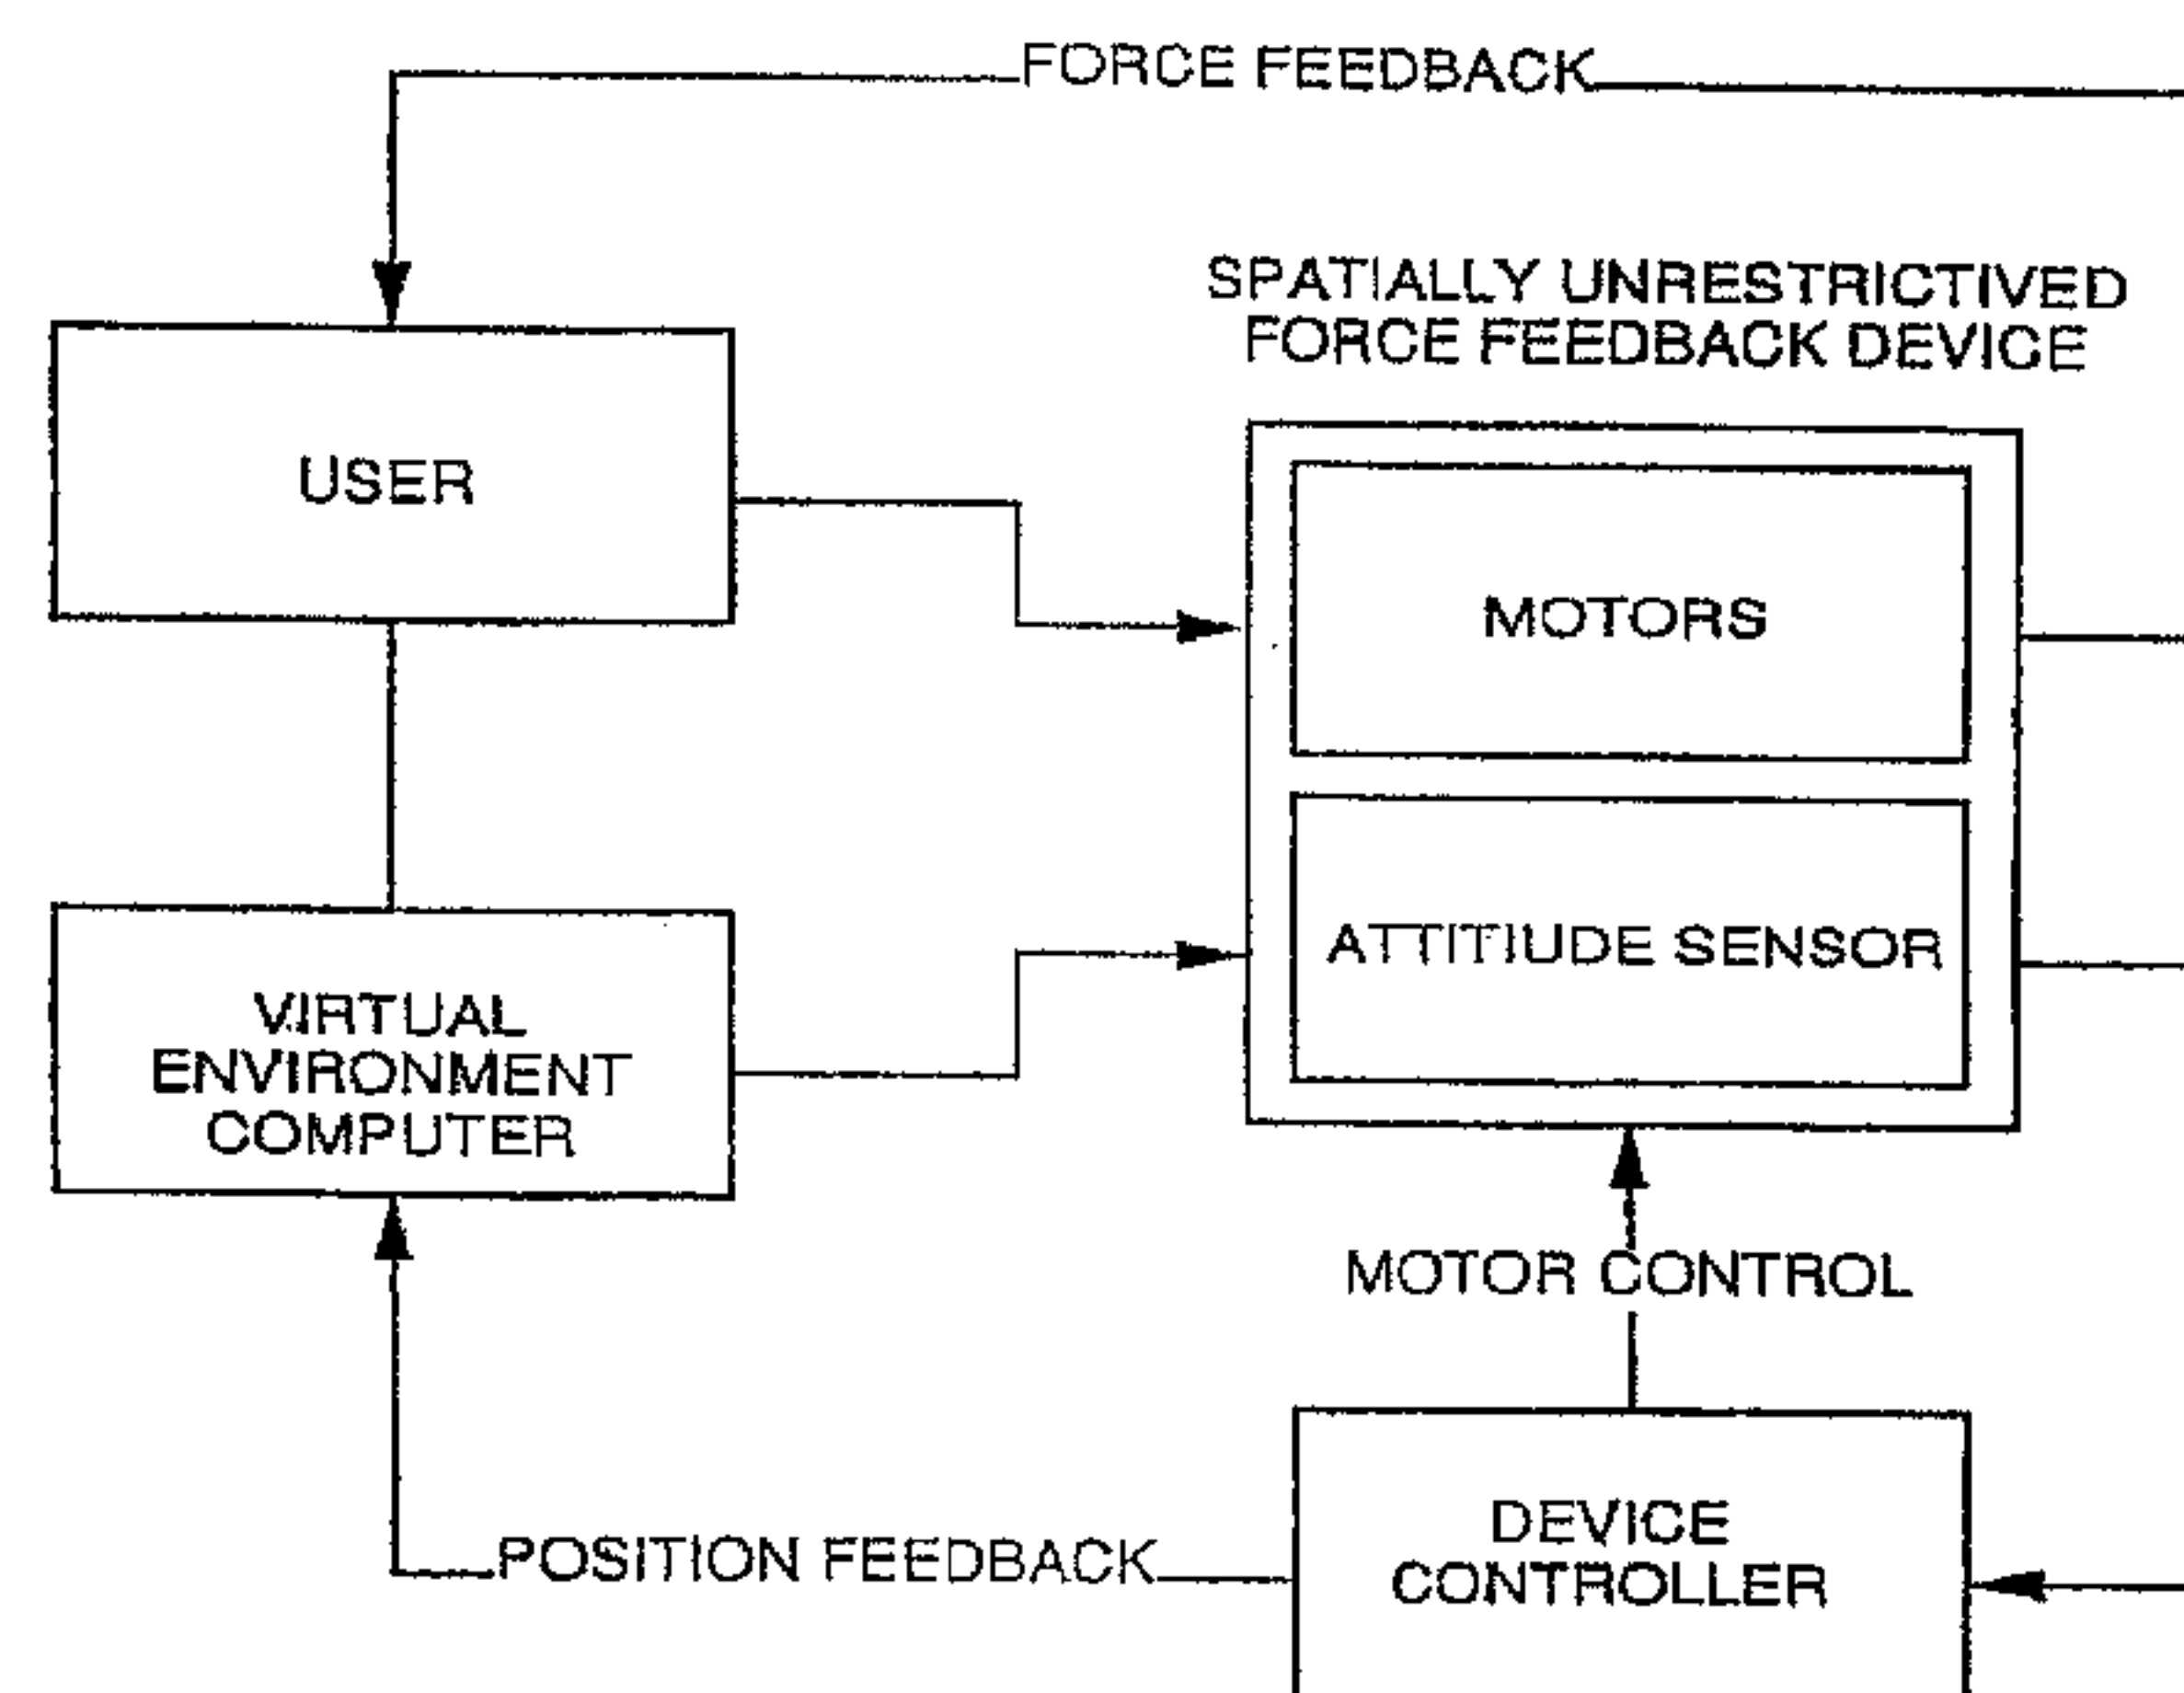 FORCE FEEDBACK
SPATIALLY UNRESTRICTIVED
FORCE FEEDBACK DEVICE
USER
MOTORS
ATTITIUDE SENSOR
VIRTUAL
ENVIRONMENT
COMPUTER
MOTOR CONTROL
DEVICE
CONTROLLER
POSITION FEEDBACK